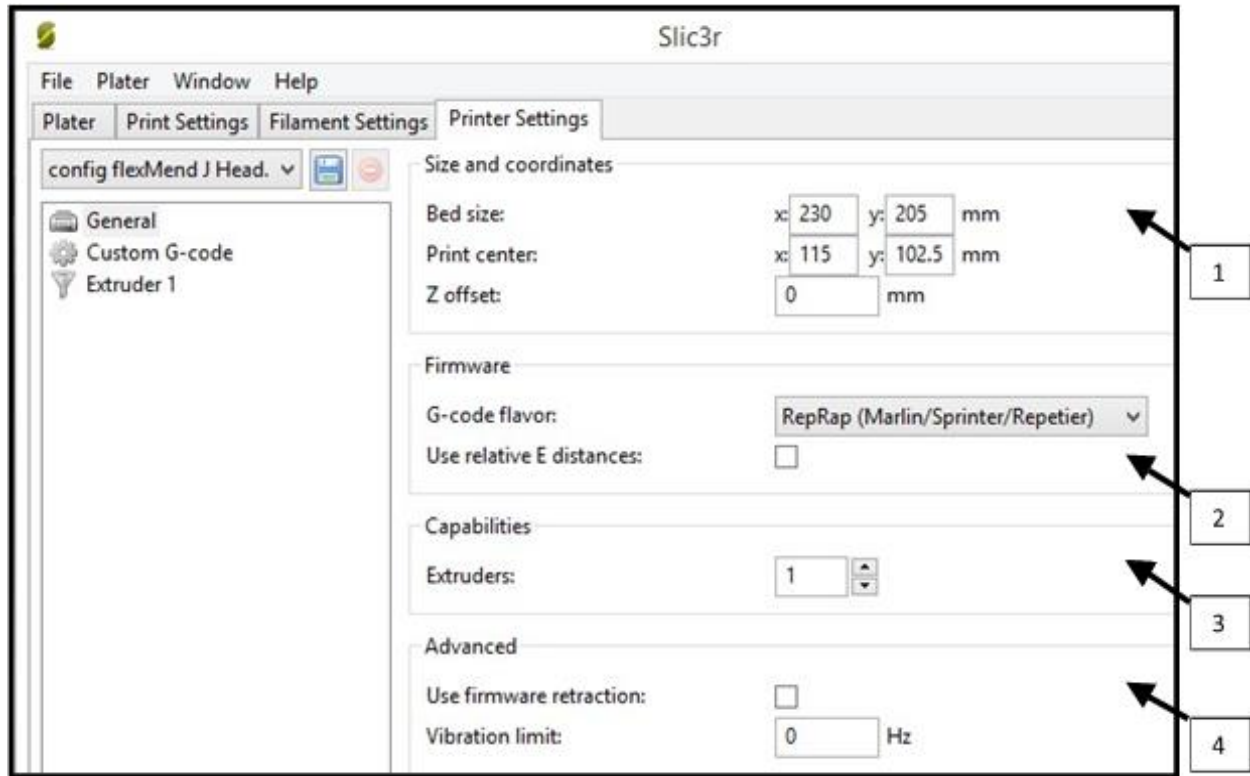 Slic3r
File Plater Window Help
Plater Print Settings Filament Settings Printer Settings
config flexMend J Head.
General
Custom G-code
Extruder 1
Size and coordinates
Bed size: x: 230 y: 205 mm
Print center: x: 115 y: 102.5 mm
Z offset: 0 mm
1
Firmware
G-code flavor: RepRap (Marlin/Sprinter/Repetier)
Use relative E distances:
2
Capabilities
Extruders: 1
3
Advanced
Use firmware retraction:
Vibration limit: 0 Hz
4